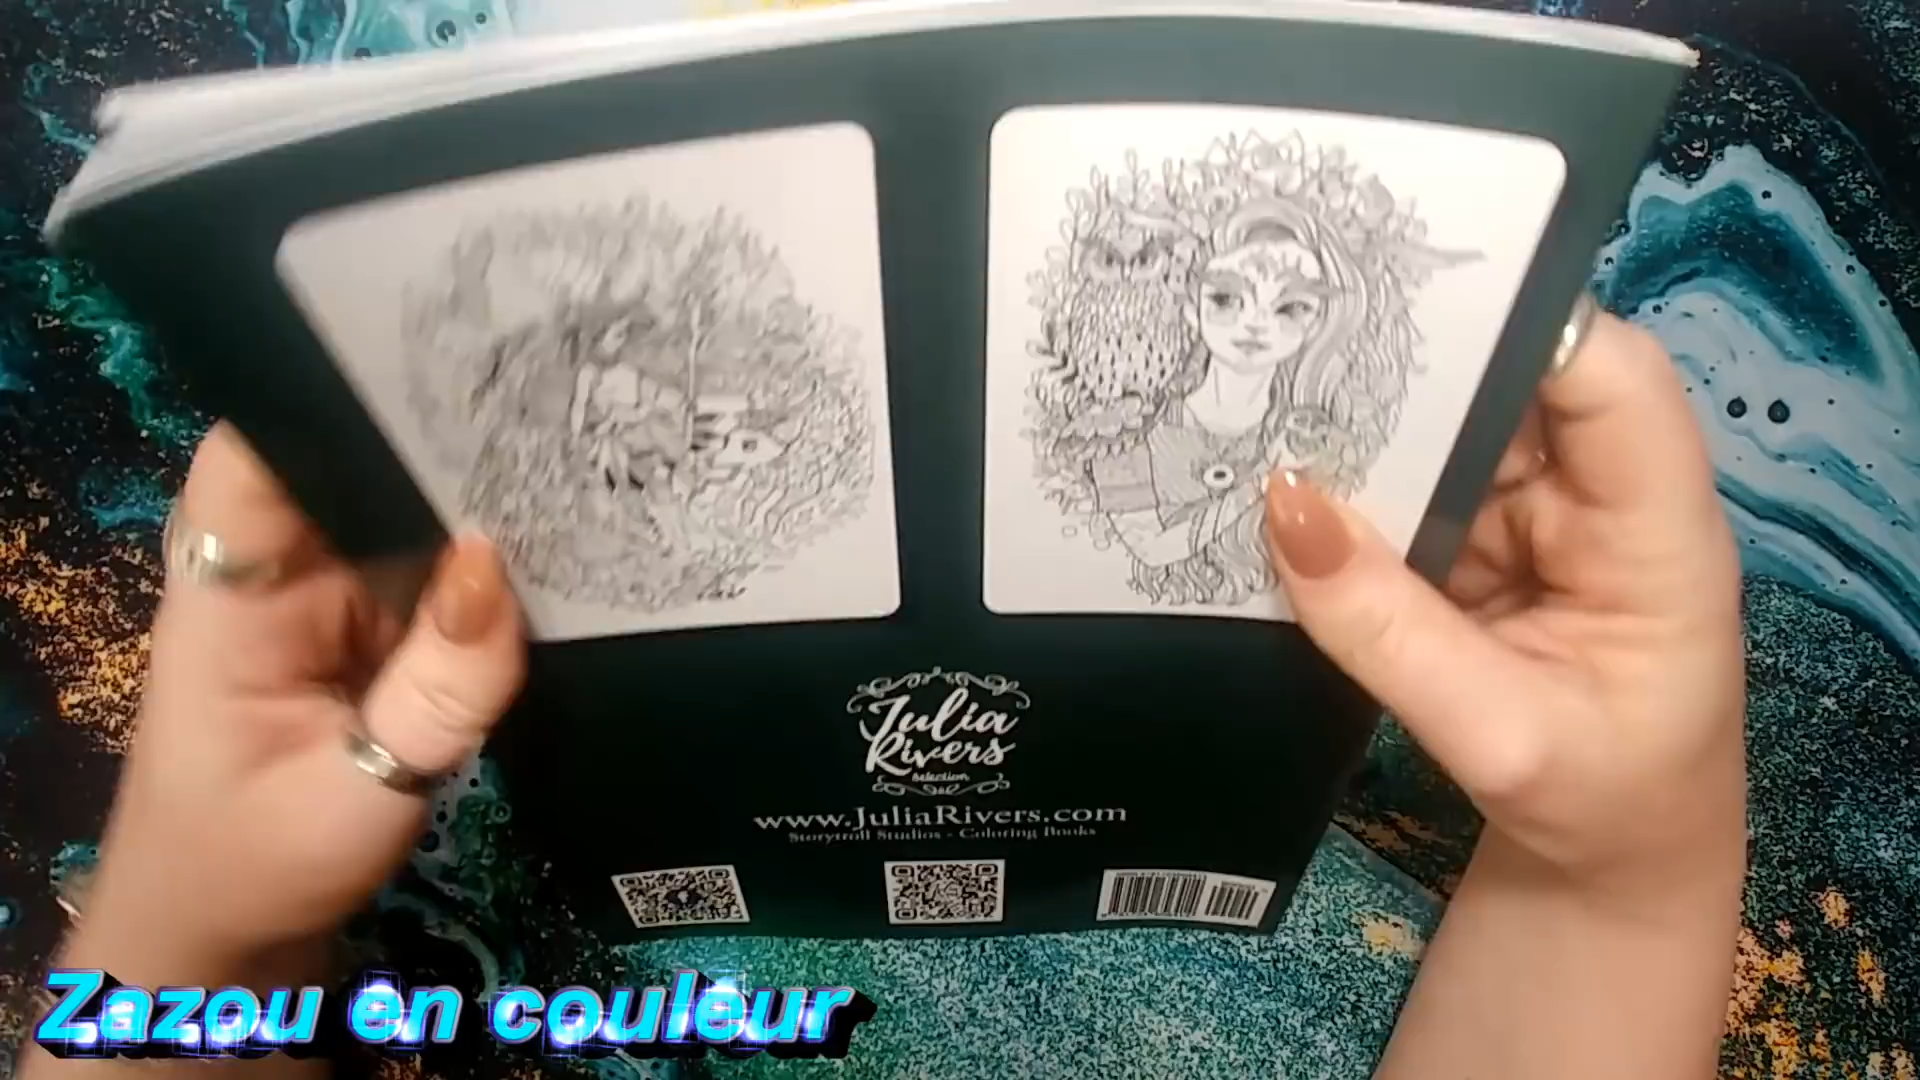 Julia
Rivers
Selection
www.JuliaRivers.com
Storytroll Studios - Coloring Books
Zazou en couleur